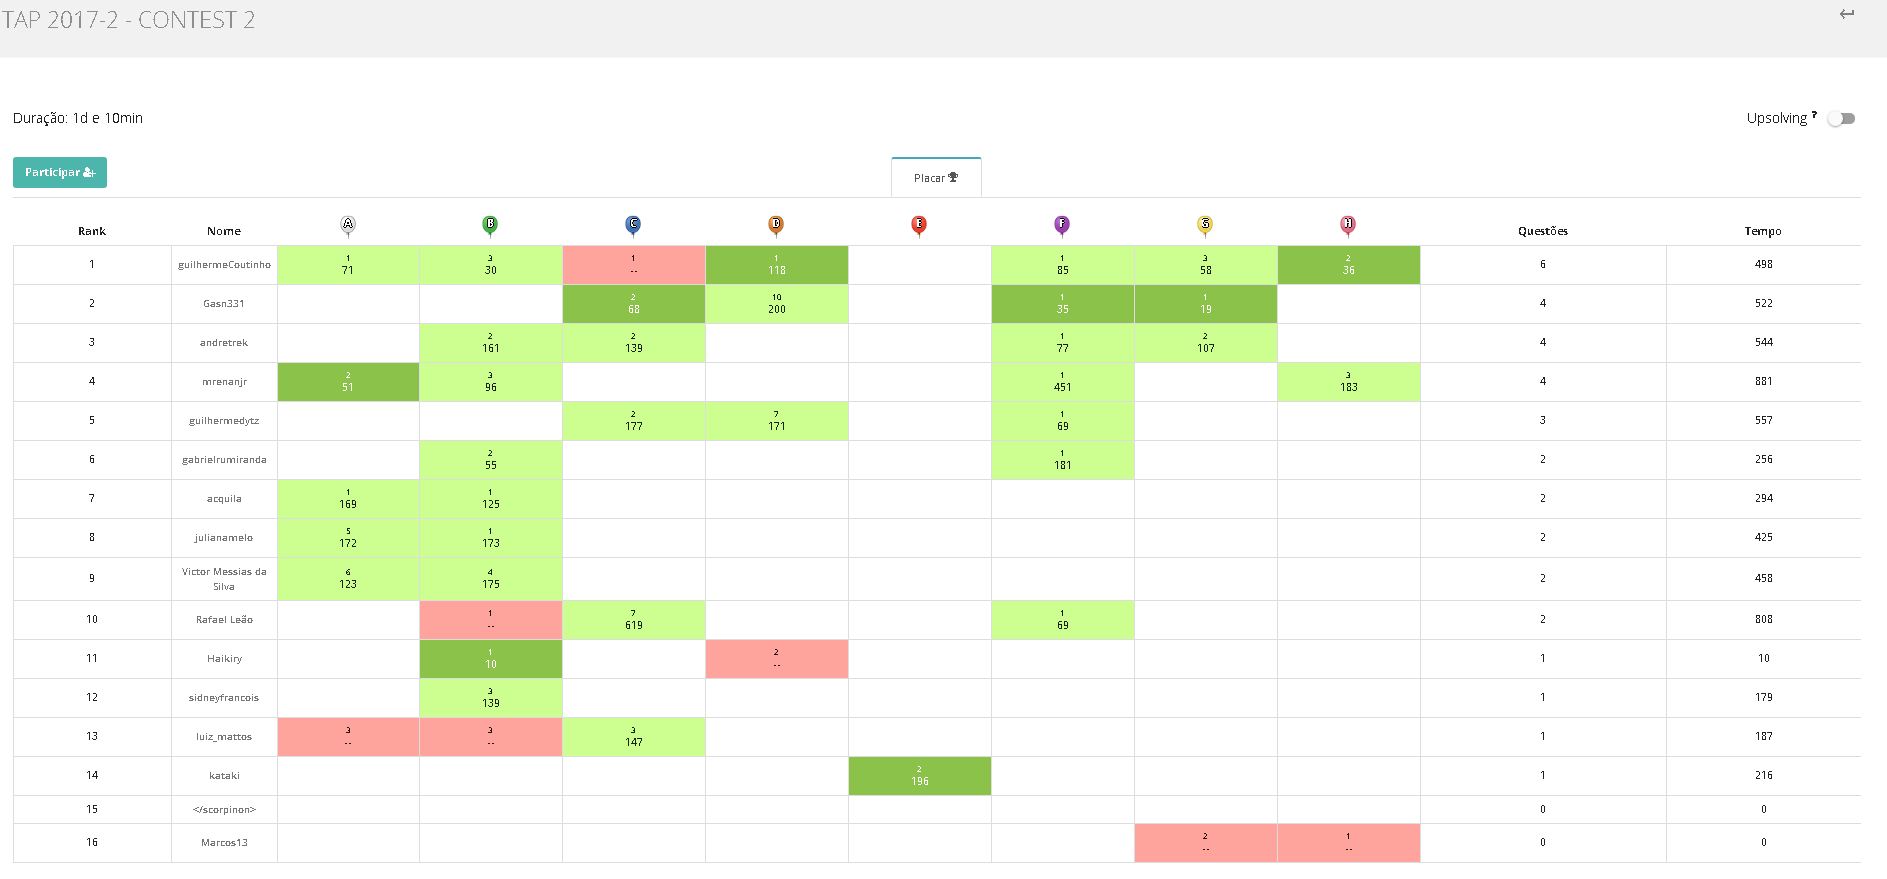 TAP 2017-2 - CONTEST 2
Duração: 1d e 10min
Upsolving ?
Participar
Placar
Rank Nome A B C D E F G H Questões Tempo
1 3 1 1 1 3 2
1 guilhermeCoutinho 71 30 -- 118 85 58 36 6 498
2 10 1 1
2 Gasn331 68 200 35 19 4 522
2 2 1 2
3 andretrek 161 139 77 107 4 544
2 3 1 3
4 mrenanjr 51 96 451 183 4 881
2 7 1
5 guilhermedytz 177 171 69 3 557
2 1
6 gabrielrumiranda 55 181 2 256
1 1
7 acquila 169 125 2 294
5 1
8 julianamelo 172 173 2 425
Victor Messias da 6 4
9 Silva 123 175 2 458
1 7 1
10 Rafael Leão -- 619 69 2 808
1 2
11 Haikiry 10 -- 1 10
3
12 sidneyfrancois 139 1 179
3 3 3
13 luiz_mattos -- -- 147 1 187
2
14 kataki 196 1 216
15 </scorpinon> 0 0
2 1
16 Marcos13 -- -- 0 0